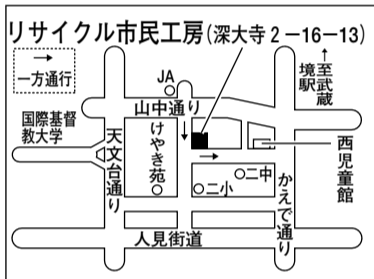 リサイクル市民工房(深大寺2−16−13)
→
一方通行
↑至武蔵
境駅
JA
山中通り
国際基督
教大学
天文台通り
けやき苑
西児童館
二中
二小
かえで通り
人見街道